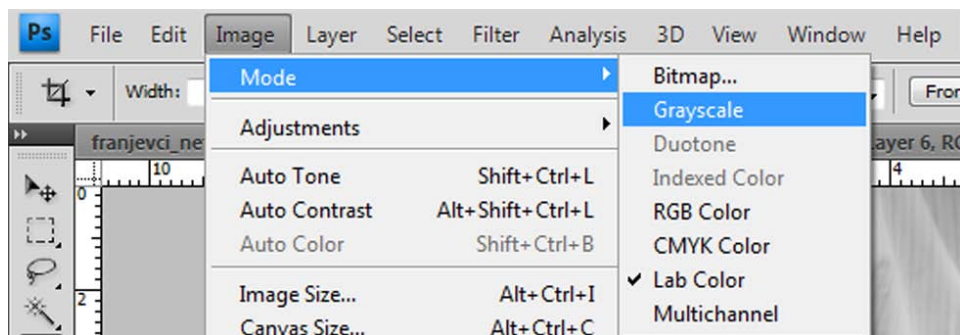 Ps File Edit Image Layer Select Filter Analysis 3D View Window Help
Width:
From
franjevci_ne
ayer 6, RG
10
4
0
2
Mode
Adjustments
Auto Tone Shift+Ctrl+L
Auto Contrast Alt+Shift+Ctrl+L
Auto Color Shift+Ctrl+B
Image Size... Alt+Ctrl+I
Canvas Size... Alt+Ctrl+C
Bitmap...
Grayscale
Duotone
Indexed Color
RGB Color
CMYK Color
Lab Color
Multichannel